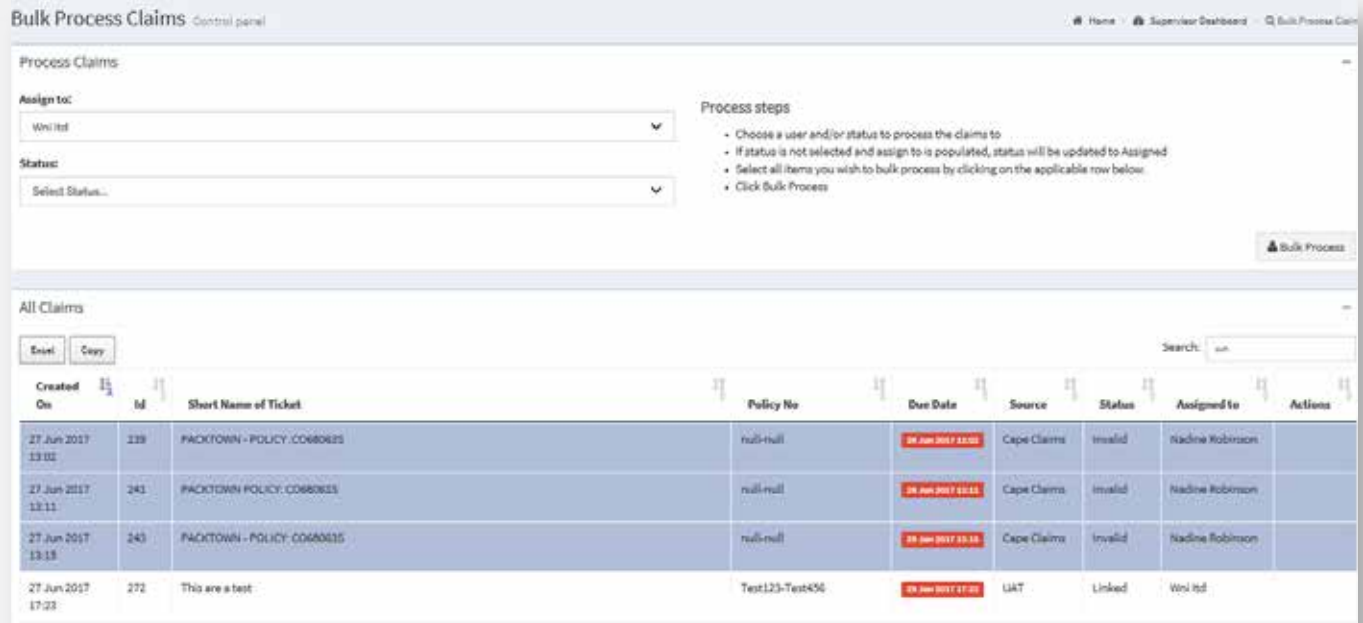 Bulk Process Claims Control panel
Home Supervisor Dashboard Bulk Process Claim
Process Claims
Assign to:
Wni ltd
Status:
Select Status...
Process steps
• Choose a user and/or status to process the claims to
• If status is not selected and assign to is populated, status will be updated to Assigned
• Select all items you wish to bulk process by clicking on the applicable row below.
• Click Bulk Process
Bulk Process
All Claims
Excel Copy
Search:
Created On Id Short Name of Ticket Policy No Due Date Source Status Assigned to Actions
27 Jun 2017 239 PACKTOWN - POLICY: CO680635 null-null Cape Claims Invalid Nadine Robinson
13:02
27 Jun 2017 241 PACKTOWN POLICY: CO680635 null-null Cape Claims Invalid Nadine Robinson
13:11
27 Jun 2017 243 PACKTOWN - POLICY: CO680635 null-null Cape Claims Invalid Nadine Robinson
13:15
27 Jun 2017 272 This are a test Test123-Test456 UAT Linked Wni ltd
17:23